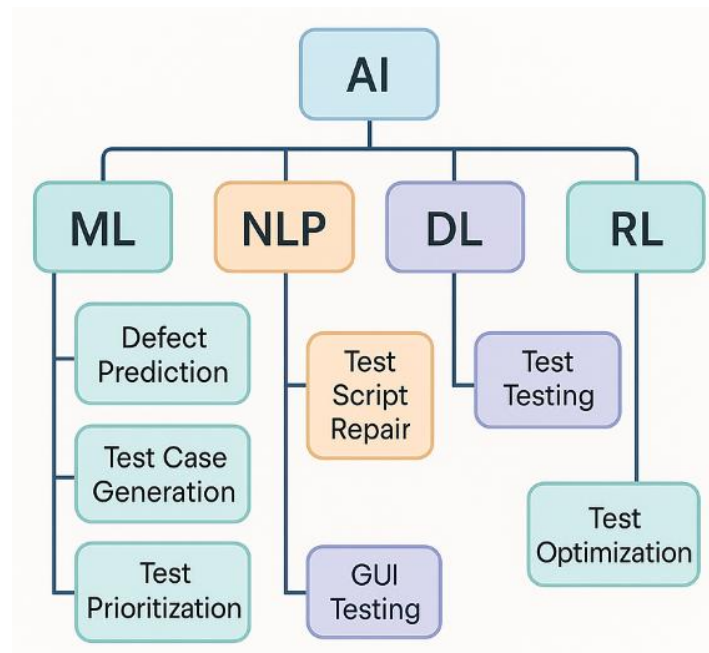 AI
ML
NLP
DL
RL
Defect
Prediction
Test Case
Generation
Test
Prioritization
Test
Script
Repair
GUI
Testing
Test
Testing
Test
Optimization